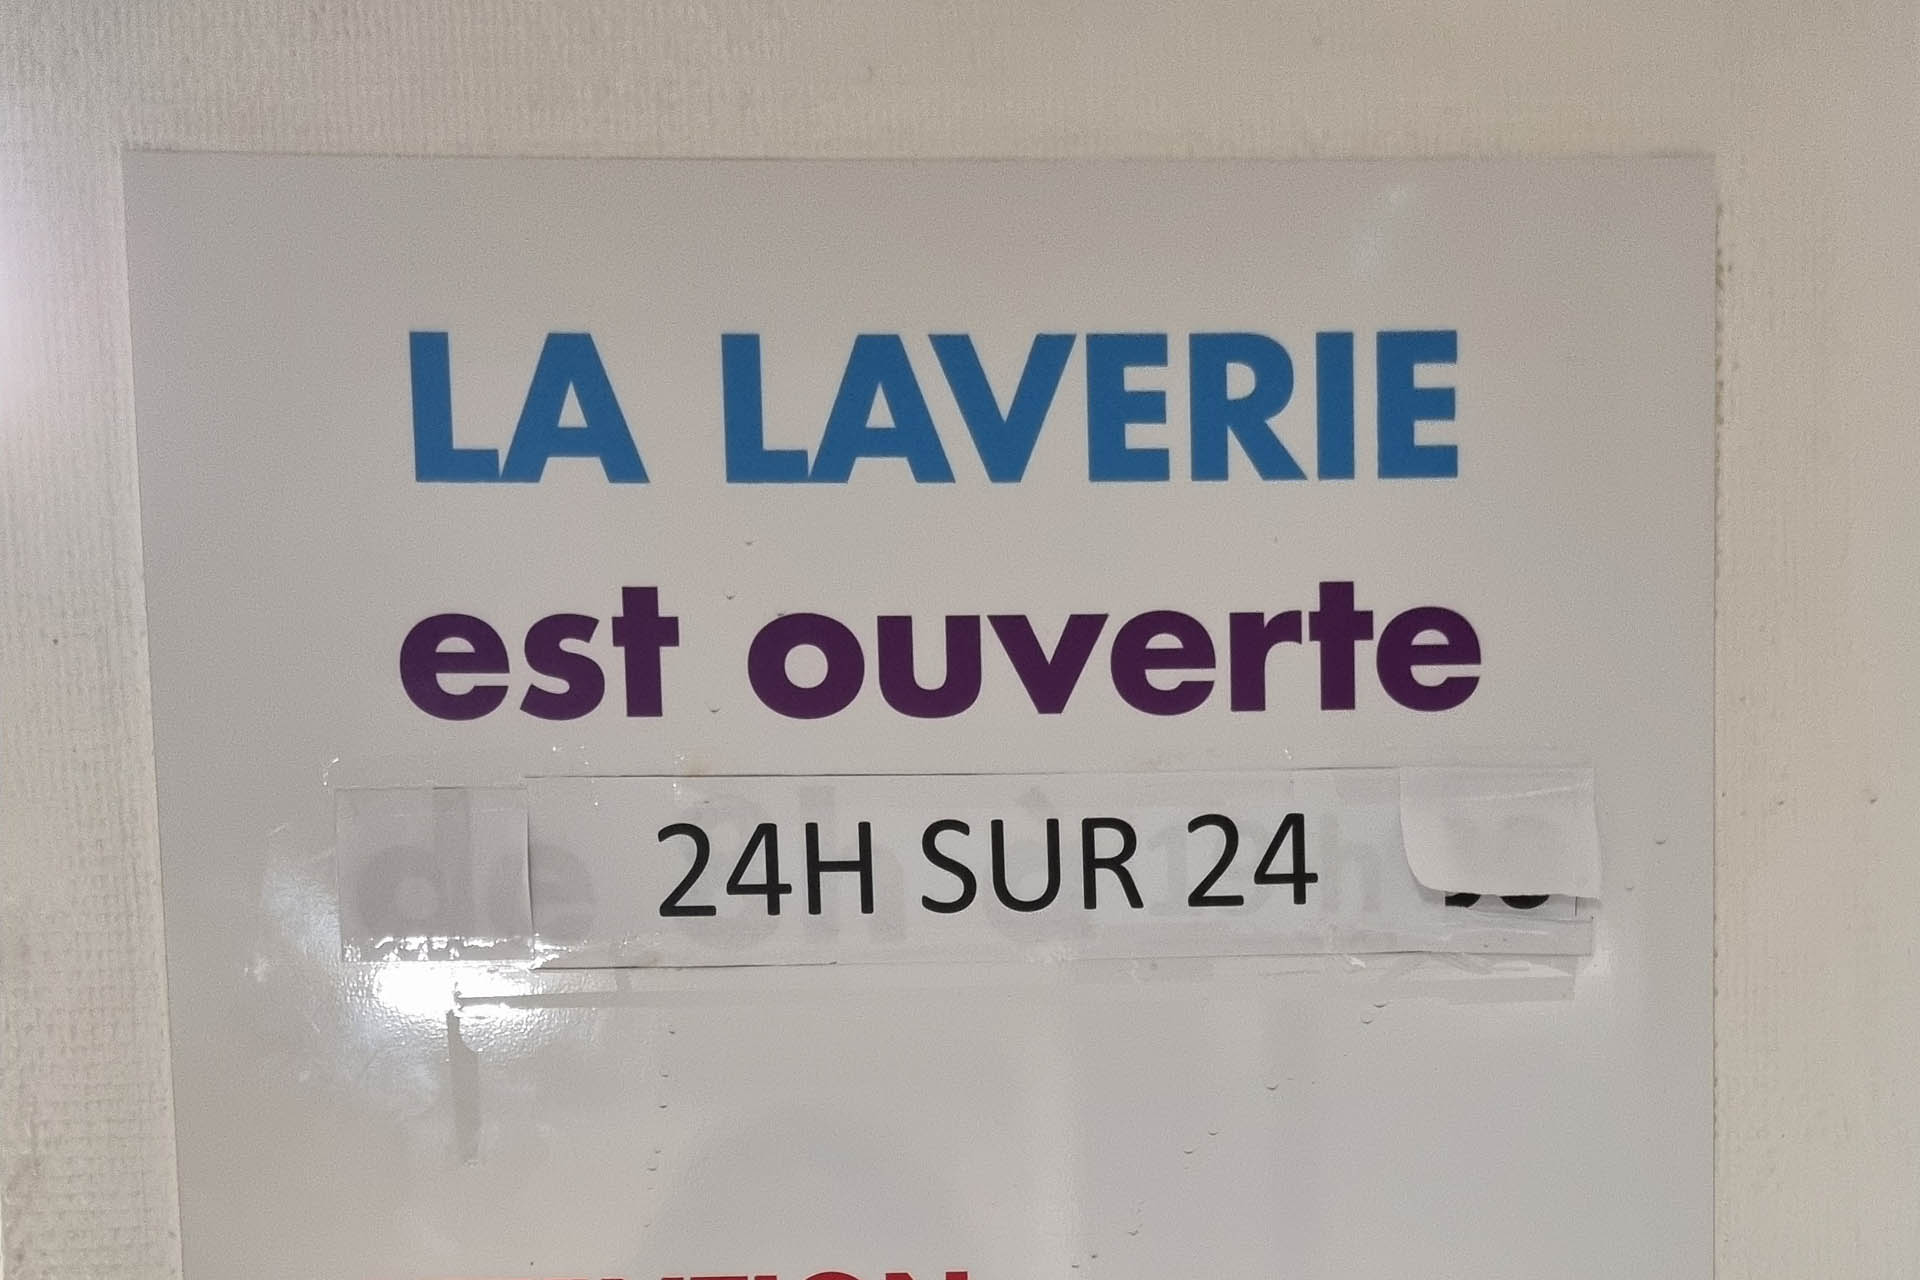 LA LAVERIE
est ouverte
24H SUR 24